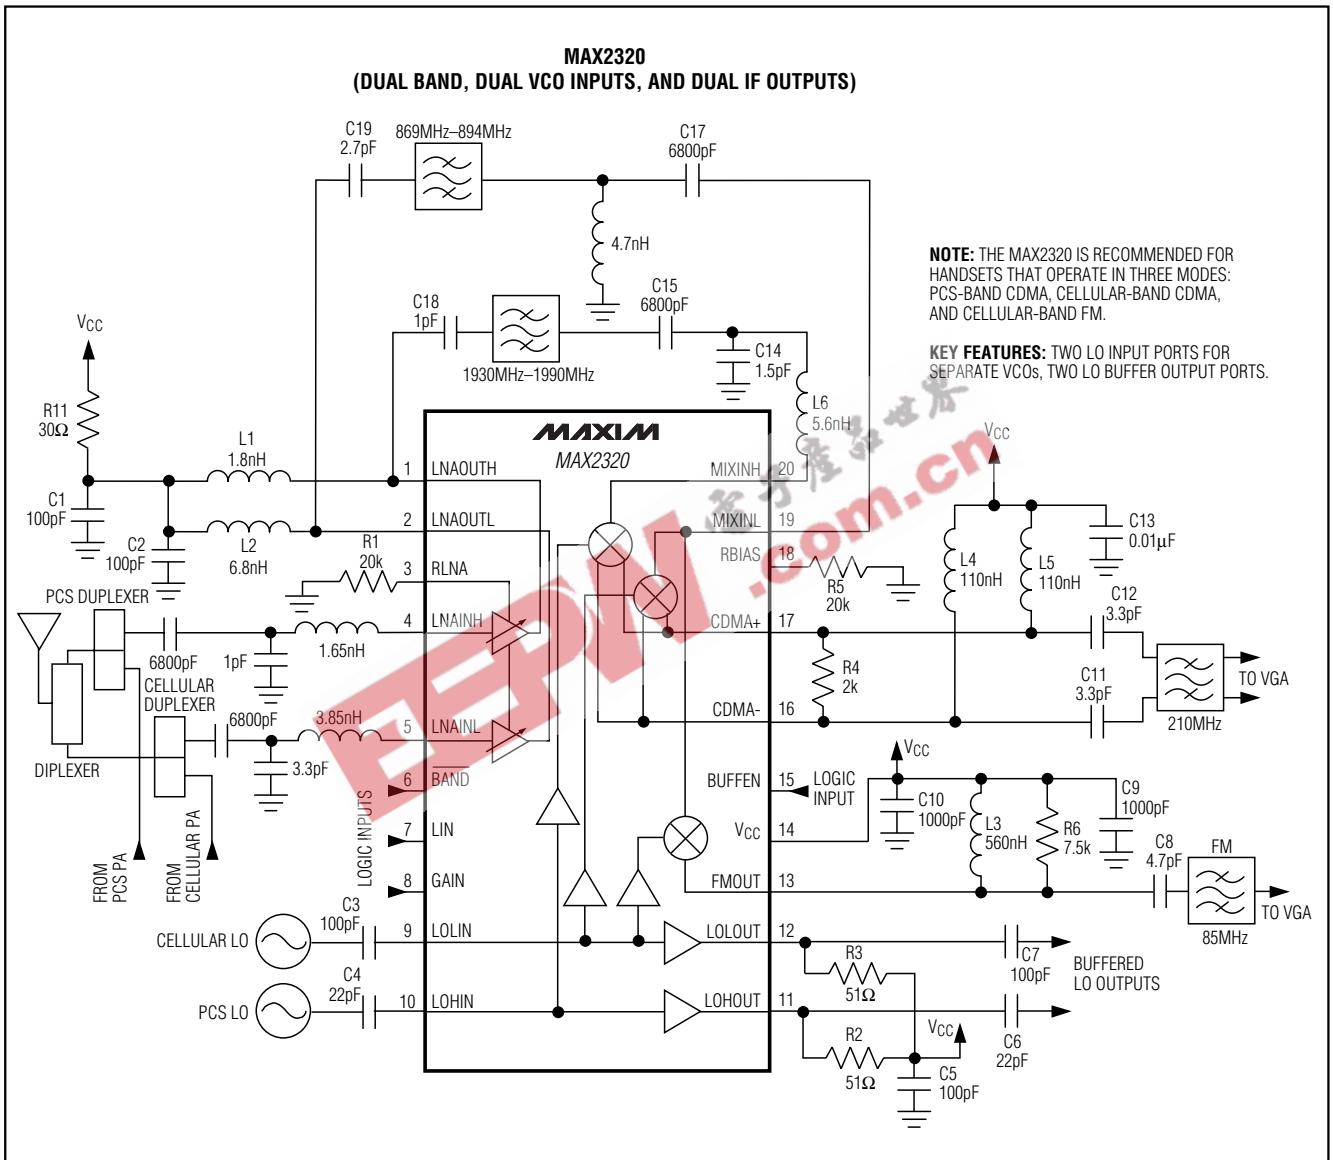 MAX2320
(DUAL BAND, DUAL VCO INPUTS, AND DUAL IF OUTPUTS)
C19
2.7pF
869MHz–894MHz
C17
6800pF
4.7nH
NOTE: THE MAX2320 IS RECOMMENDED FOR
HANDSETS THAT OPERATE IN THREE MODES:
PCS-BAND CDMA, CELLULAR-BAND CDMA,
AND CELLULAR-BAND FM.
KEY FEATURES: TWO LO INPUT PORTS FOR
SEPARATE VCOs, TWO LO BUFFER OUTPUT PORTS.
C18
1pF
C15
6800pF
1930MHz–1990MHz
C14
1.5pF
L6
5.6nH
VCC
R11
30Ω
C1
100pF
L1
1.8nH
L2
6.8nH
C2
100pF
R1
20k
MAXIM
MAX2320
1
LNAOUTH
2
LNAOUTL
3
RLNA
4
LNAINH
5
LNAINL
6
BAND
7
LIN
8
GAIN
9
LOLIN
10
LOHIN
MIXINH
20
MIXINL
19
RBIAS
18
CDMA+
17
CDMA-
16
BUFFEN
15
VCC
14
FMOUT
13
LOLOUT
12
LOHOUT
11
PCS DUPLEXER
6800pF
1pF
1.65nH
CELLULAR
DUPLEXER
6800pF
3.85nH
3.3pF
DIPLEXER
FROM
PCS PA
FROM
CELLULAR PA
LOGIC INPUTS
C3
100pF
CELLULAR LO
C4
22pF
PCS LO
R5
20k
VCC
L4
110nH
L5
110nH
C13
0.01μF
C12
3.3pF
R4
2k
C11
3.3pF
210MHz
TO VGA
LOGIC
INPUT
VCC
C10
1000pF
L3
560nH
R6
7.5k
C9
1000pF
C8
4.7pF
FM
85MHz
TO VGA
R3
51Ω
C7
100pF
BUFFERED
LO OUTPUTS
R2
51Ω
VCC
C6
22pF
C5
100pF
EEPW
電子產品世界
.com.cn